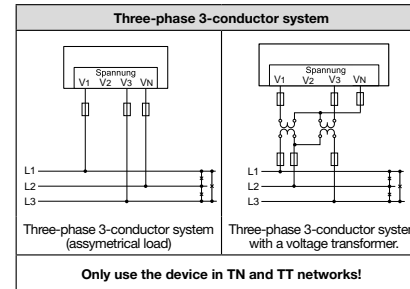 Three-phase 3-conductor system
Spannung
V1 V2 V3 VN
L1
L2
L3
Three-phase 3-conductor system
(assymetrical load)
Spannung
V1 V2 V3 VN
L1
L2
L3
Three-phase 3-conductor system
with a voltage transformer.
Only use the device in TN and TT networks!